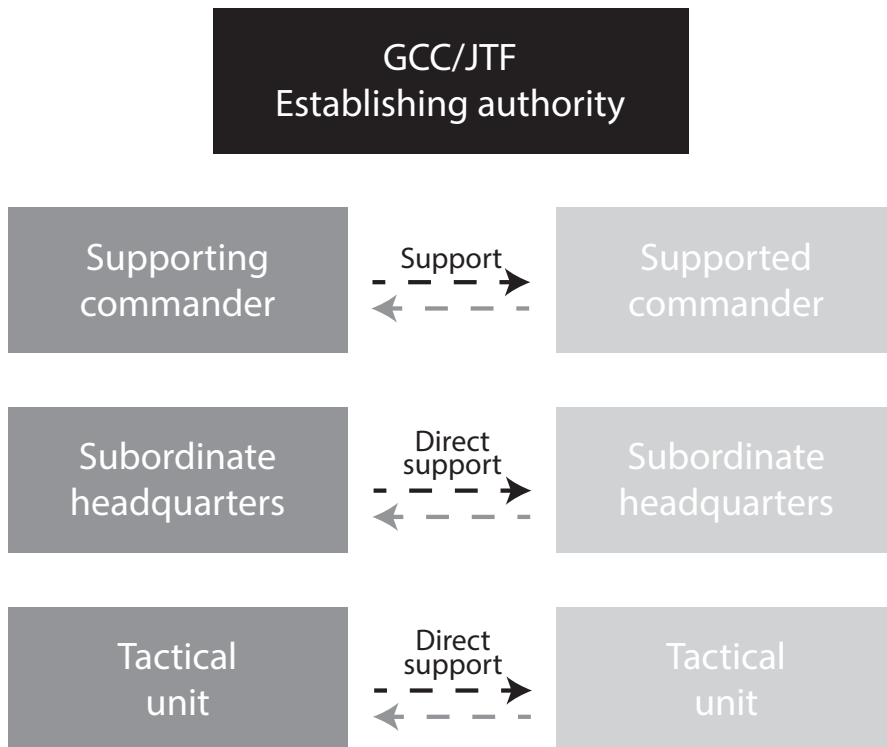 GCC/JTF
Establishing authority
Supporting
commander
Support
Supported
commander
Subordinate
headquarters
Direct
support
Subordinate
headquarters
Tactical
unit
Direct
support
Tactical
unit